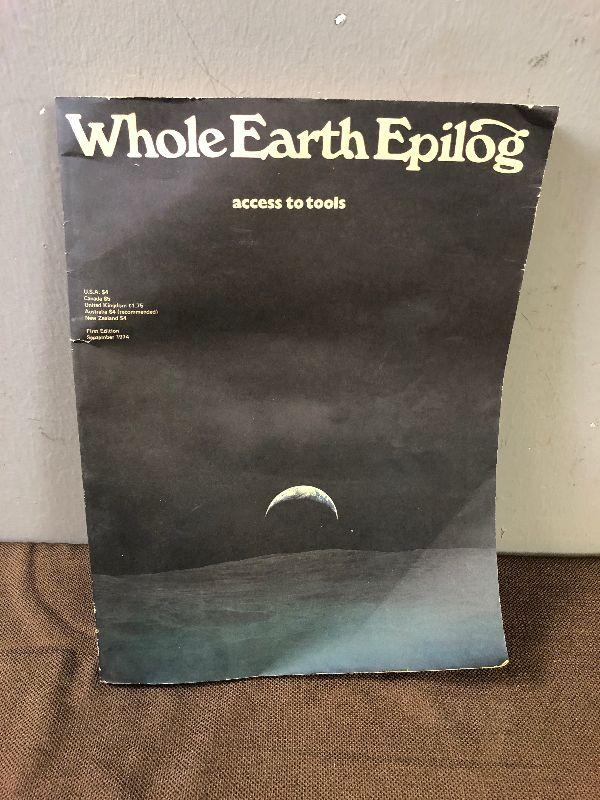 Whole Earth Epilog
access to tools
U.S.A. $4
Canada $5
United Kingdom £1.75
Australia $4 (recommended)
New Zealand $4
First Edition
September 1974